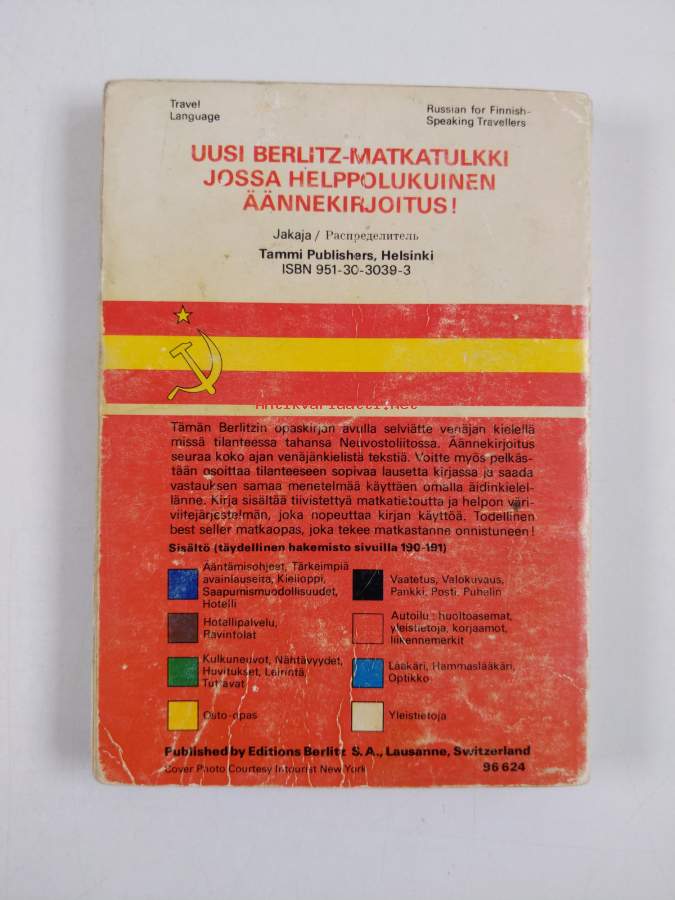 Travel
Language
Russian for Finnish-
Speaking Travellers
UUSI BERLITZ-MATKATULKKI
JOSSA HELPPOLUKUINEN
ÄÄNNEKIRJOITUS!
Jakaja / Распределитель
Tammi Publishers, Helsinki
ISBN 951-30-3039-3
Antikvariaatti.net
Tämän Berlitzin opaskirjan avulla selviätte venäjän kielellä
missä tilanteessa tahansa Neuvostoliitossa. Äännekirjoitus
seuraa koko ajan venäjänkielistä tekstiä. Voitte myös pelkäs-
tään osoittaa tilanteeseen sopivaa lausetta kirjassa ja saada
vastauksen samaa menetelmää käyttäen omalla äidinkielel-
länne. Kirja sisältää tiivistettyä matkatietoutta ja helpon väri-
viitejärjestelmän, joka nopeuttaa kirjan käyttöä. Todellinen
best seller matkaopas, joka tekee matkastanne onnistuneen!
Sisältö (täydellinen hakemisto sivuilla 190-191)
Ääntämisohjeet, Tärkeimpiä
avainlauseita, Kielioppi,
Saapumismuodollisuudet,
Hotelli
Hotellipalvelu,
Ravintolat
Kulkuneuvot, Nähtävyydet,
Huvitukset, Leirintä,
Tuttavat
Osto-opas
Vaatetus, Valokuvaus,
Pankki, Posti, Puhelin
Autoilu: huoltoasemat,
yleistietoja, korjaamot,
liikennemerkit
Lääkäri, Hammaslääkäri,
Optikko
Yleistietoja
Published by Editions Berlitz S.A., Lausanne, Switzerland
Cover Photo Courtesy Intourist New York
96 624